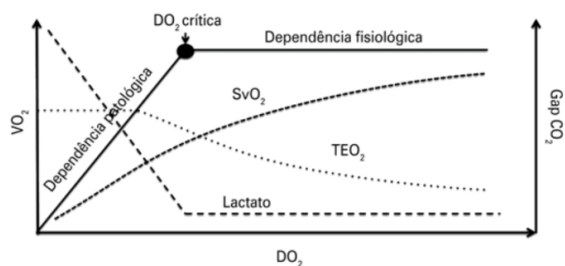 DO₂ crítica
Dependência fisiológica
Dependência patológica
SvO₂
TEO₂
Lactato
VO₂
Gap CO₂
DO₂